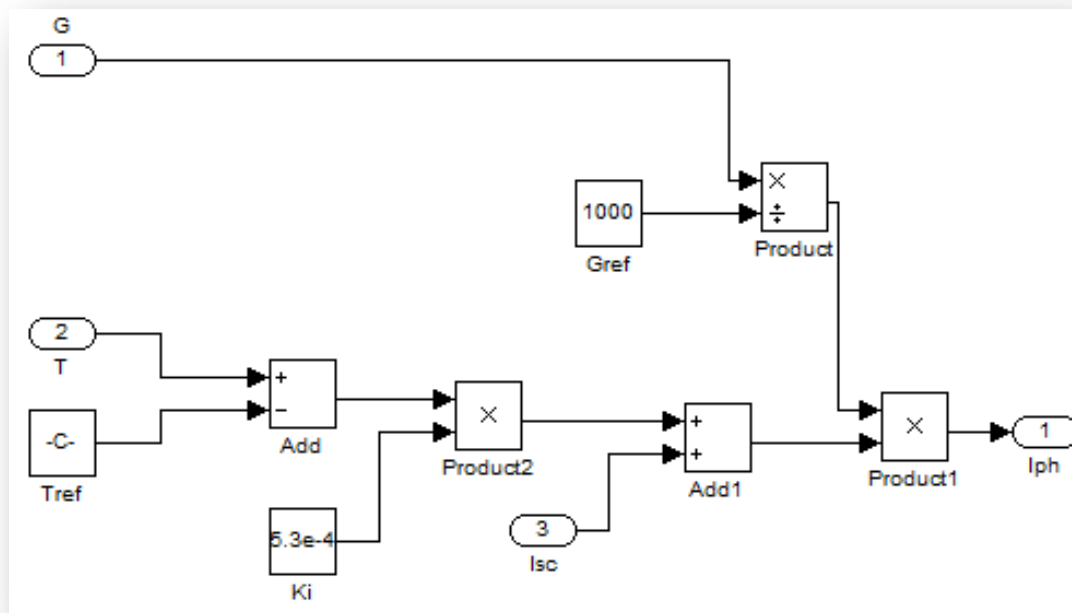 G
1
×
÷
Product
1000
Gref
2
T
+
−
Add
-C-
Tref
×
Product2
5.3e-4
Ki
+
+
Add1
3
Isc
×
Product1
1
Iph